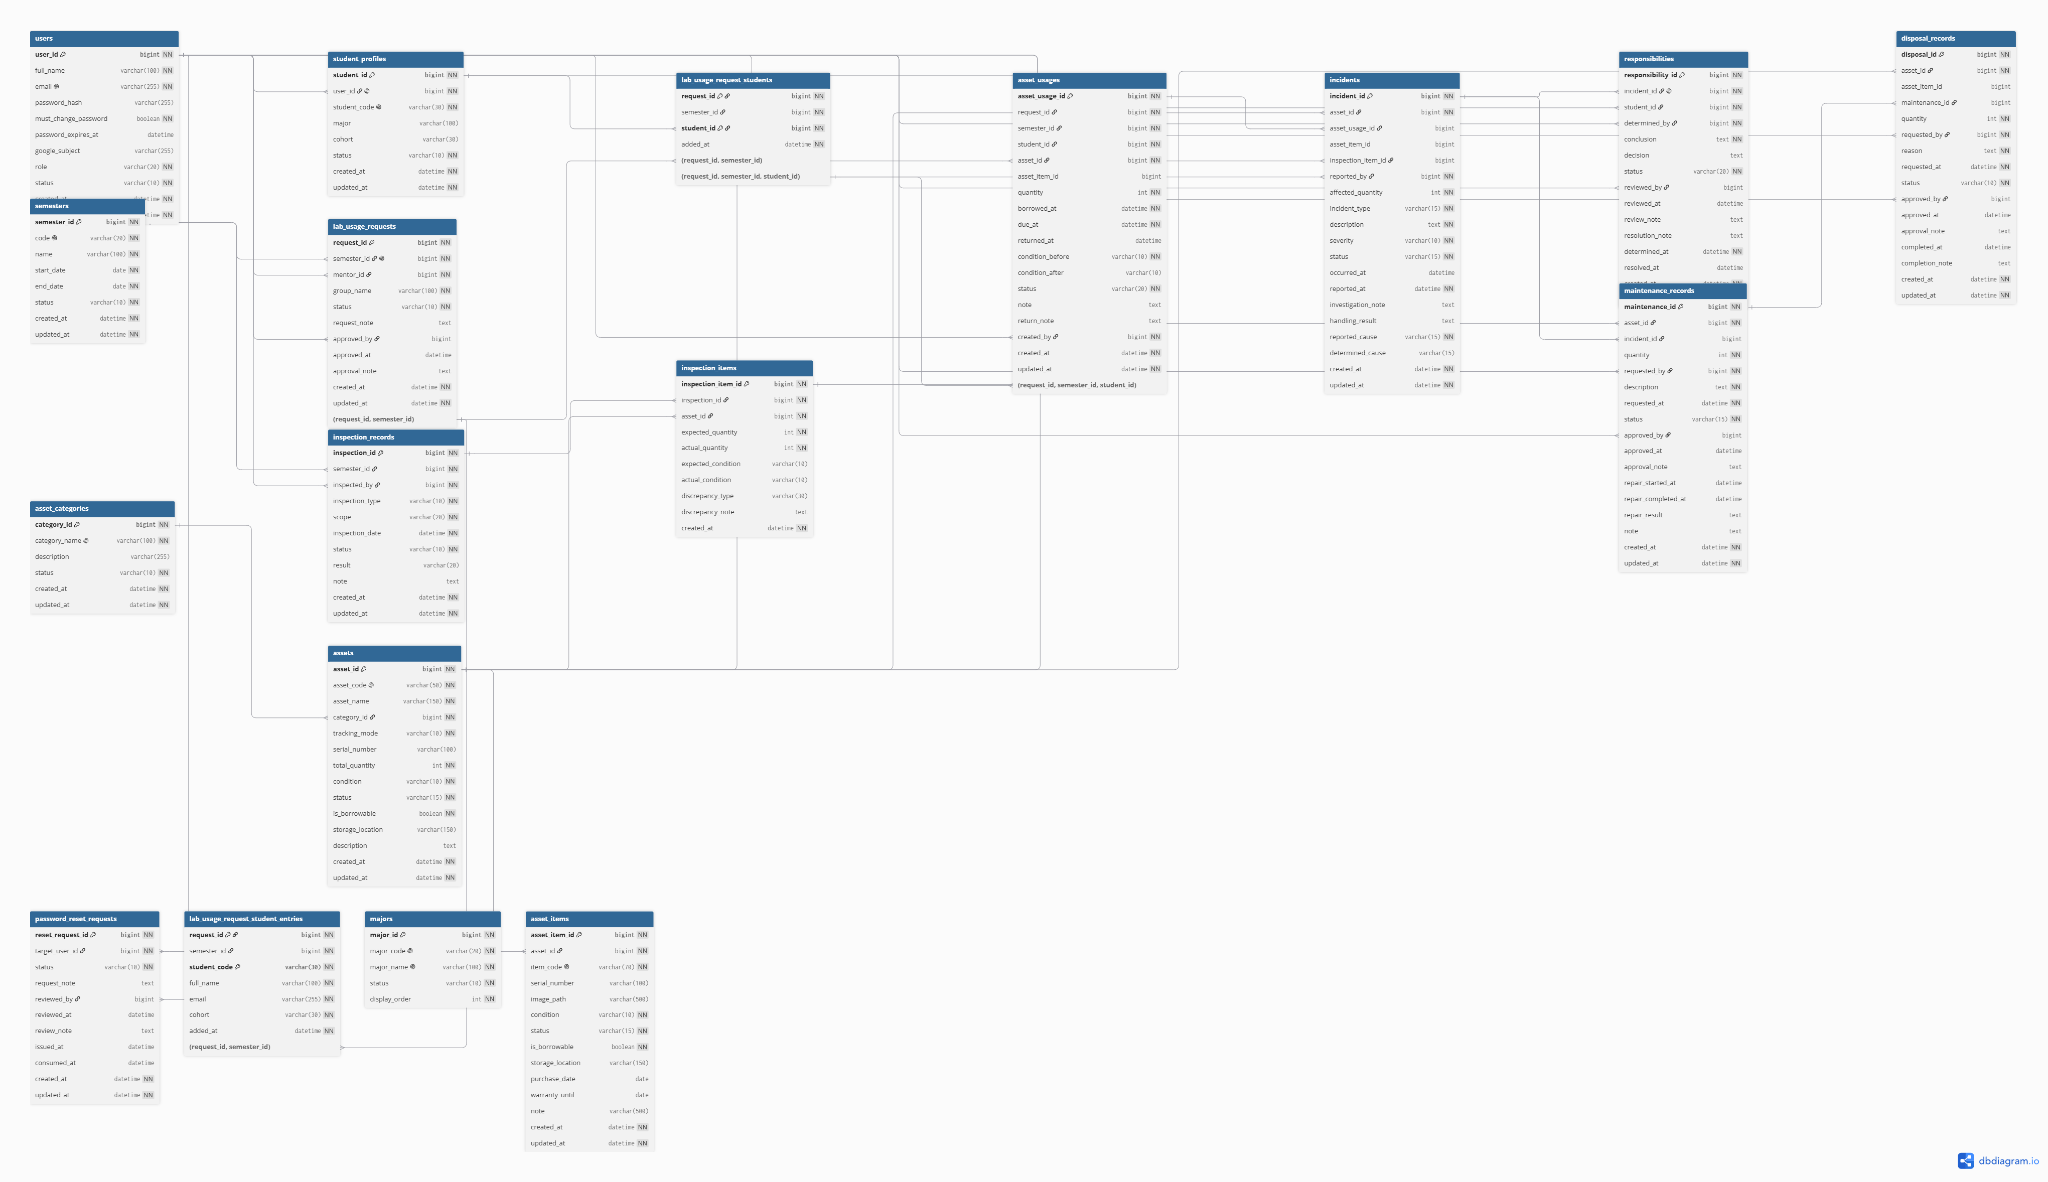 users
user_id bigint NN
full_name varchar(100) NN
email varchar(255) NN
password_hash varchar(255)
must_change_password boolean NN
password_expires_at datetime
google_subject varchar(255)
role varchar(20) NN
status varchar(10) NN
semesters
semester_id bigint NN
code varchar(20) NN
name varchar(100) NN
start_date date NN
end_date date NN
status varchar(10) NN
created_at datetime NN
updated_at datetime NN
asset_categories
category_id bigint NN
category_name varchar(100) NN
description varchar(255)
status varchar(10) NN
created_at datetime NN
updated_at datetime NN
student_profiles
student_id bigint NN
user_id bigint NN
student_code varchar(30) NN
major varchar(100)
cohort varchar(30)
status varchar(10) NN
created_at datetime NN
updated_at datetime NN
lab_usage_requests
request_id bigint NN
semester_id bigint NN
mentor_id bigint NN
group_name varchar(100) NN
status varchar(10) NN
request_note text
approved_by bigint
approved_at datetime
approval_note text
created_at datetime NN
updated_at datetime NN
(request_id, semester_id)
inspection_records
inspection_id bigint NN
semester_id bigint NN
inspected_by bigint NN
inspection_type varchar(10) NN
scope varchar(20) NN
inspection_date datetime NN
status varchar(10) NN
result varchar(20)
note text
created_at datetime NN
updated_at datetime NN
assets
asset_id bigint NN
asset_code varchar(50) NN
asset_name varchar(150) NN
category_id bigint NN
tracking_mode varchar(10) NN
serial_number varchar(100)
total_quantity int NN
condition varchar(10) NN
status varchar(15) NN
is_borrowable boolean NN
storage_location varchar(150)
description text
created_at datetime NN
updated_at datetime NN
lab_usage_request_students
request_id bigint NN
semester_id bigint NN
student_id bigint NN
added_at datetime NN
(request_id, semester_id)
(request_id, semester_id, student_id)
inspection_items
inspection_item_id bigint NN
inspection_id bigint NN
asset_id bigint NN
expected_quantity int NN
actual_quantity int NN
expected_condition varchar(10)
actual_condition varchar(10)
discrepancy_type varchar(30)
discrepancy_note text
created_at datetime NN
asset_usages
asset_usage_id bigint NN
request_id bigint NN
semester_id bigint NN
student_id bigint NN
asset_id bigint NN
asset_item_id bigint
quantity int NN
borrowed_at datetime NN
due_at datetime NN
returned_at datetime
condition_before varchar(10) NN
condition_after varchar(10)
status varchar(20) NN
note text
return_note text
created_by bigint NN
created_at datetime NN
updated_at datetime NN
(request_id, semester_id, student_id)
incidents
incident_id bigint NN
asset_id bigint NN
asset_usage_id bigint
asset_item_id bigint
inspection_item_id bigint
reported_by bigint NN
affected_quantity int NN
incident_type varchar(15) NN
description text NN
severity varchar(10) NN
status varchar(15) NN
occurred_at datetime
reported_at datetime NN
investigation_note text
handling_result text
reported_cause varchar(15) NN
determined_cause varchar(15)
created_at datetime NN
updated_at datetime NN
responsibilities
responsibility_id bigint NN
incident_id bigint NN
student_id bigint NN
determined_by bigint NN
conclusion text NN
decision text
status varchar(20) NN
reviewed_by bigint
reviewed_at datetime
review_note text
resolution_note text
determined_at datetime NN
resolved_at datetime
maintenance_records
maintenance_id bigint NN
asset_id bigint NN
incident_id bigint
quantity int NN
requested_by bigint NN
description text NN
requested_at datetime NN
status varchar(15) NN
approved_by bigint
approved_at datetime
approval_note text
repair_started_at datetime
repair_completed_at datetime
repair_result text
note text
created_at datetime NN
updated_at datetime NN
disposal_records
disposal_id bigint NN
asset_id bigint NN
asset_item_id bigint
maintenance_id bigint
quantity int NN
requested_by bigint NN
reason text NN
requested_at datetime NN
status varchar(10) NN
approved_by bigint
approved_at datetime
approval_note text
completed_at datetime
completion_note text
created_at datetime NN
updated_at datetime NN
password_reset_requests
reset_request_id bigint NN
target_user_id bigint NN
status varchar(10) NN
request_note text
reviewed_by bigint
reviewed_at datetime
review_note text
issued_at datetime
consumed_at datetime
created_at datetime NN
updated_at datetime NN
lab_usage_request_student_entries
request_id bigint NN
semester_id bigint NN
student_code varchar(30) NN
full_name varchar(100) NN
email varchar(255) NN
cohort varchar(30) NN
added_at datetime NN
(request_id, semester_id)
majors
major_id bigint NN
major_code varchar(20) NN
major_name varchar(100) NN
status varchar(10) NN
display_order int NN
asset_items
asset_item_id bigint NN
asset_id bigint NN
item_code varchar(70) NN
serial_number varchar(100)
image_path varchar(500)
condition varchar(10) NN
status varchar(15) NN
is_borrowable boolean NN
storage_location varchar(150)
purchase_date date
warranty_until date
note varchar(500)
created_at datetime NN
updated_at datetime NN
dbdiagram.io